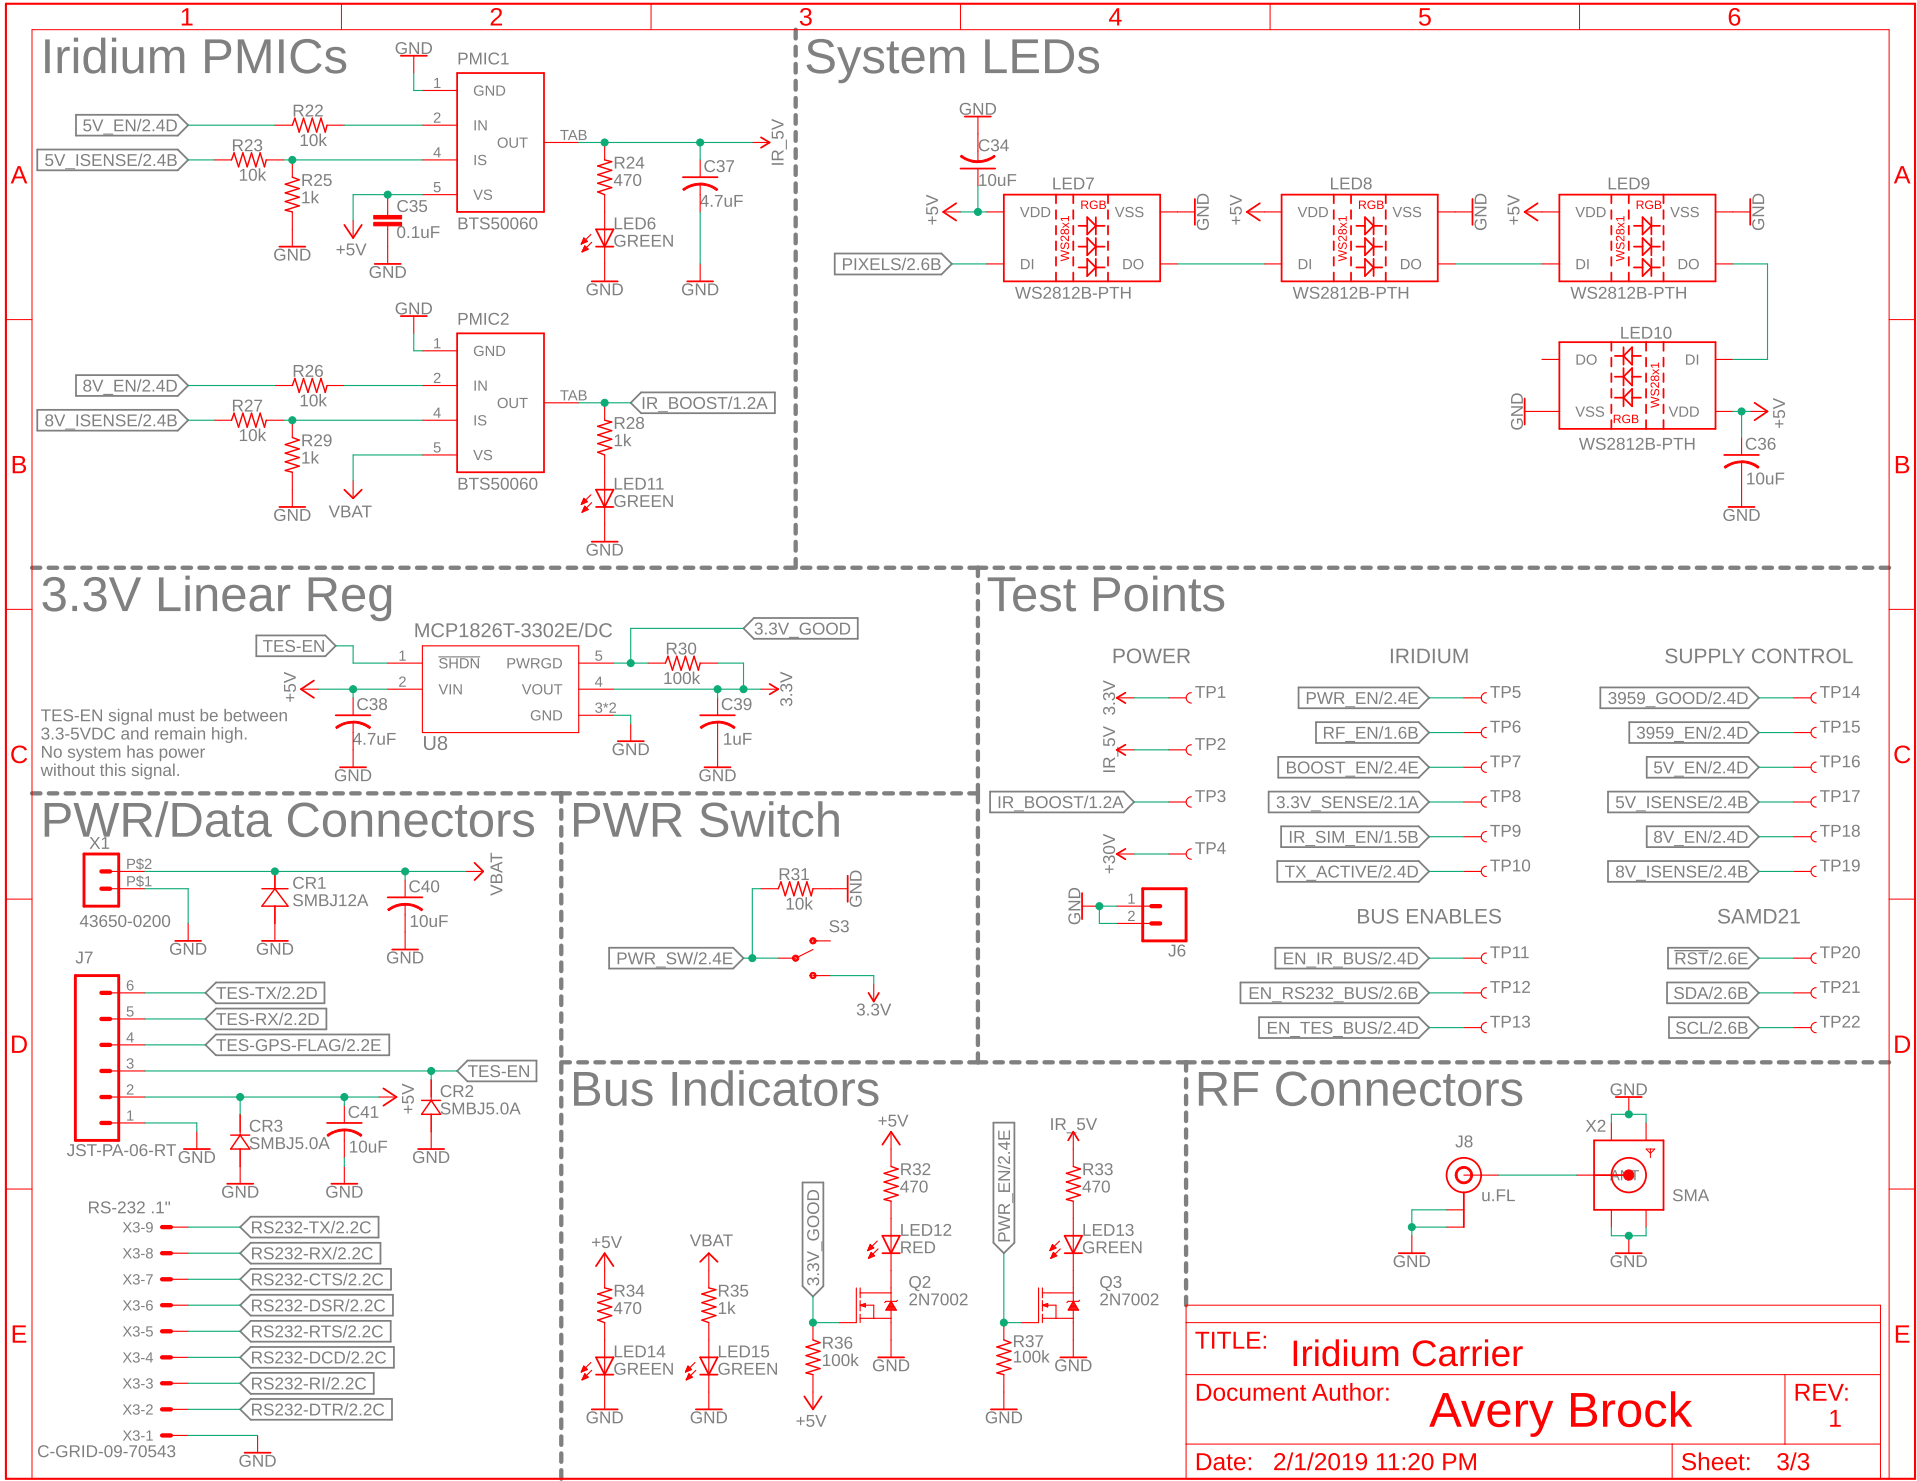 1 2 3 4 5 6
A B C D E
A B C D E
Iridium PMICs
GND
PMIC1
1 GND
5V_EN/2.4D
R22
10k
2 IN
5V_ISENSE/2.4B
R23
10k
4 IS
OUT TAB
IR_5V
R25
1k
5 VS
C35
0.1uF
+5V
GND
GND
BTS50060
R24
470
LED6
GREEN
GND
C37
4.7uF
GND
GND
PMIC2
1 GND
8V_EN/2.4D
R26
10k
2 IN
8V_ISENSE/2.4B
R27
10k
4 IS
OUT TAB
IR_BOOST/1.2A
R29
1k
5 VS
GND
VBAT
BTS50060
R28
1k
LED11
GREEN
GND
System LEDs
GND
C34
10uF
+5V
PIXELS/2.6B
LED7
VDD RGB VSS
WS28x1
DI DO
GND
WS2812B-PTH
+5V
LED8
VDD RGB VSS
WS28x1
DI DO
GND
WS2812B-PTH
+5V
LED9
VDD RGB VSS
WS28x1
DI DO
GND
WS2812B-PTH
LED10
DO DI
WS28x1
VSS RGB VDD
GND
+5V
WS2812B-PTH
C36
10uF
GND
3.3V Linear Reg
MCP1826T-3302E/DC
TES-EN
3.3V_GOOD
1 SHDN PWRGD 5
R30
100k
+5V
2 VIN VOUT 4
3.3V
GND 3*2
U8
C38
4.7uF
GND
GND
C39
1uF
GND
TES-EN signal must be between
3.3-5VDC and remain high.
No system has power
without this signal.
Test Points
POWER
3.3V TP1
IR_5V TP2
IR_BOOST/1.2A TP3
+30V TP4
GND
1
2
J6
IRIDIUM
PWR_EN/2.4E TP5
RF_EN/1.6B TP6
BOOST_EN/2.4E TP7
3.3V_SENSE/2.1A TP8
IR_SIM_EN/1.5B TP9
TX_ACTIVE/2.4D TP10
BUS ENABLES
EN_IR_BUS/2.4D TP11
EN_RS232_BUS/2.6B TP12
EN_TES_BUS/2.4D TP13
SUPPLY CONTROL
3959_GOOD/2.4D TP14
3959_EN/2.4D TP15
5V_EN/2.4D TP16
5V_ISENSE/2.4B TP17
8V_EN/2.4D TP18
8V_ISENSE/2.4B TP19
SAMD21
RST/2.6E TP20
SDA/2.6B TP21
SCL/2.6B TP22
PWR/Data Connectors
X1
P$2
P$1
43650-0200
GND
CR1
SMBJ12A
GND
C40
10uF
GND
VBAT
J7
6 TES-TX/2.2D
5 TES-RX/2.2D
4 TES-GPS-FLAG/2.2E
3 TES-EN
2 +5V
1
JST-PA-06-RT
GND
CR3
SMBJ5.0A
GND
C41
10uF
GND
CR2
SMBJ5.0A
GND
RS-232 .1"
X3-9 RS232-TX/2.2C
X3-8 RS232-RX/2.2C
X3-7 RS232-CTS/2.2C
X3-6 RS232-DSR/2.2C
X3-5 RS232-RTS/2.2C
X3-4 RS232-DCD/2.2C
X3-3 RS232-RI/2.2C
X3-2 RS232-DTR/2.2C
X3-1
C-GRID-09-70543
GND
PWR Switch
R31
10k
GND
S3
PWR_SW/2.4E
3.3V
Bus Indicators
+5V
R34
470
LED14
GREEN
GND
VBAT
R35
1k
LED15
GREEN
GND
3.3V_GOOD
+5V
R32
470
LED12
RED
Q2
2N7002
R36
100k
+5V
GND
PWR_EN/2.4E
IR_5V
R33
470
LED13
GREEN
Q3
2N7002
R37
100k
GND
GND
RF Connectors
J8
u.FL
GND
GND
X2
ANT
SMA
GND
TITLE: Iridium Carrier
Document Author: Avery Brock
REV:
1
Date: 2/1/2019 11:20 PM
Sheet: 3/3